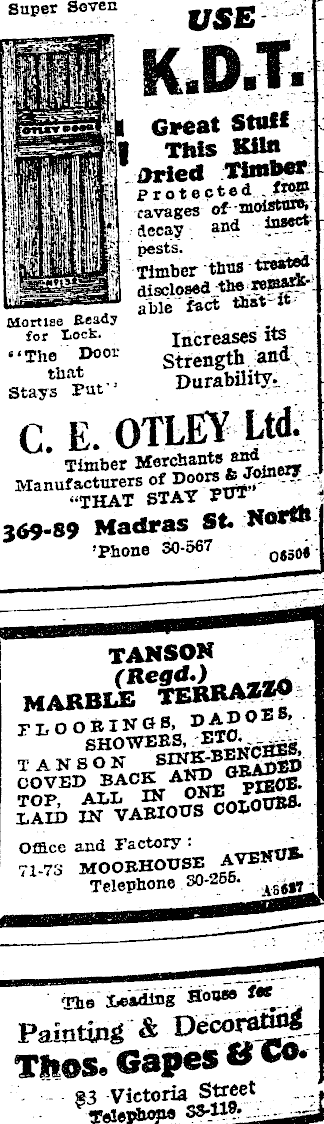 Super Seven
OTLEY DOOR
Mortise Ready
for Lock.
"The Door
that
Stays Put"
USE
K.D.T.
Great Stuff
This Kiln
Dried Timber
Protected from
ravages of moisture,
decay and insect
pests.
Timber thus treated
disclosed the remark-
able fact that it
Increases its
Strength and
Durability.
C. E. OTLEY Ltd.
Timber Merchants and
Manufacturers of Doors & Joinery
"THAT STAY PUT"
369-89 Madras St. North
'Phone 30-567 O6506
TANSON
(Regd.)
MARBLE TERRAZZO
FLOORINGS, DADOES,
SHOWERS, ETC.
TANSON SINK-BENCHES,
COVED BACK AND GRADED
TOP, ALL IN ONE PIECE.
LAID IN VARIOUS COLOURS.
Office and Factory:
71-73 MOORHOUSE AVENUE.
Telephone 30-255.
The Leading House for
Painting & Decorating
Thos. Gapes & Co.
Victoria Street
Telephone 33-119.